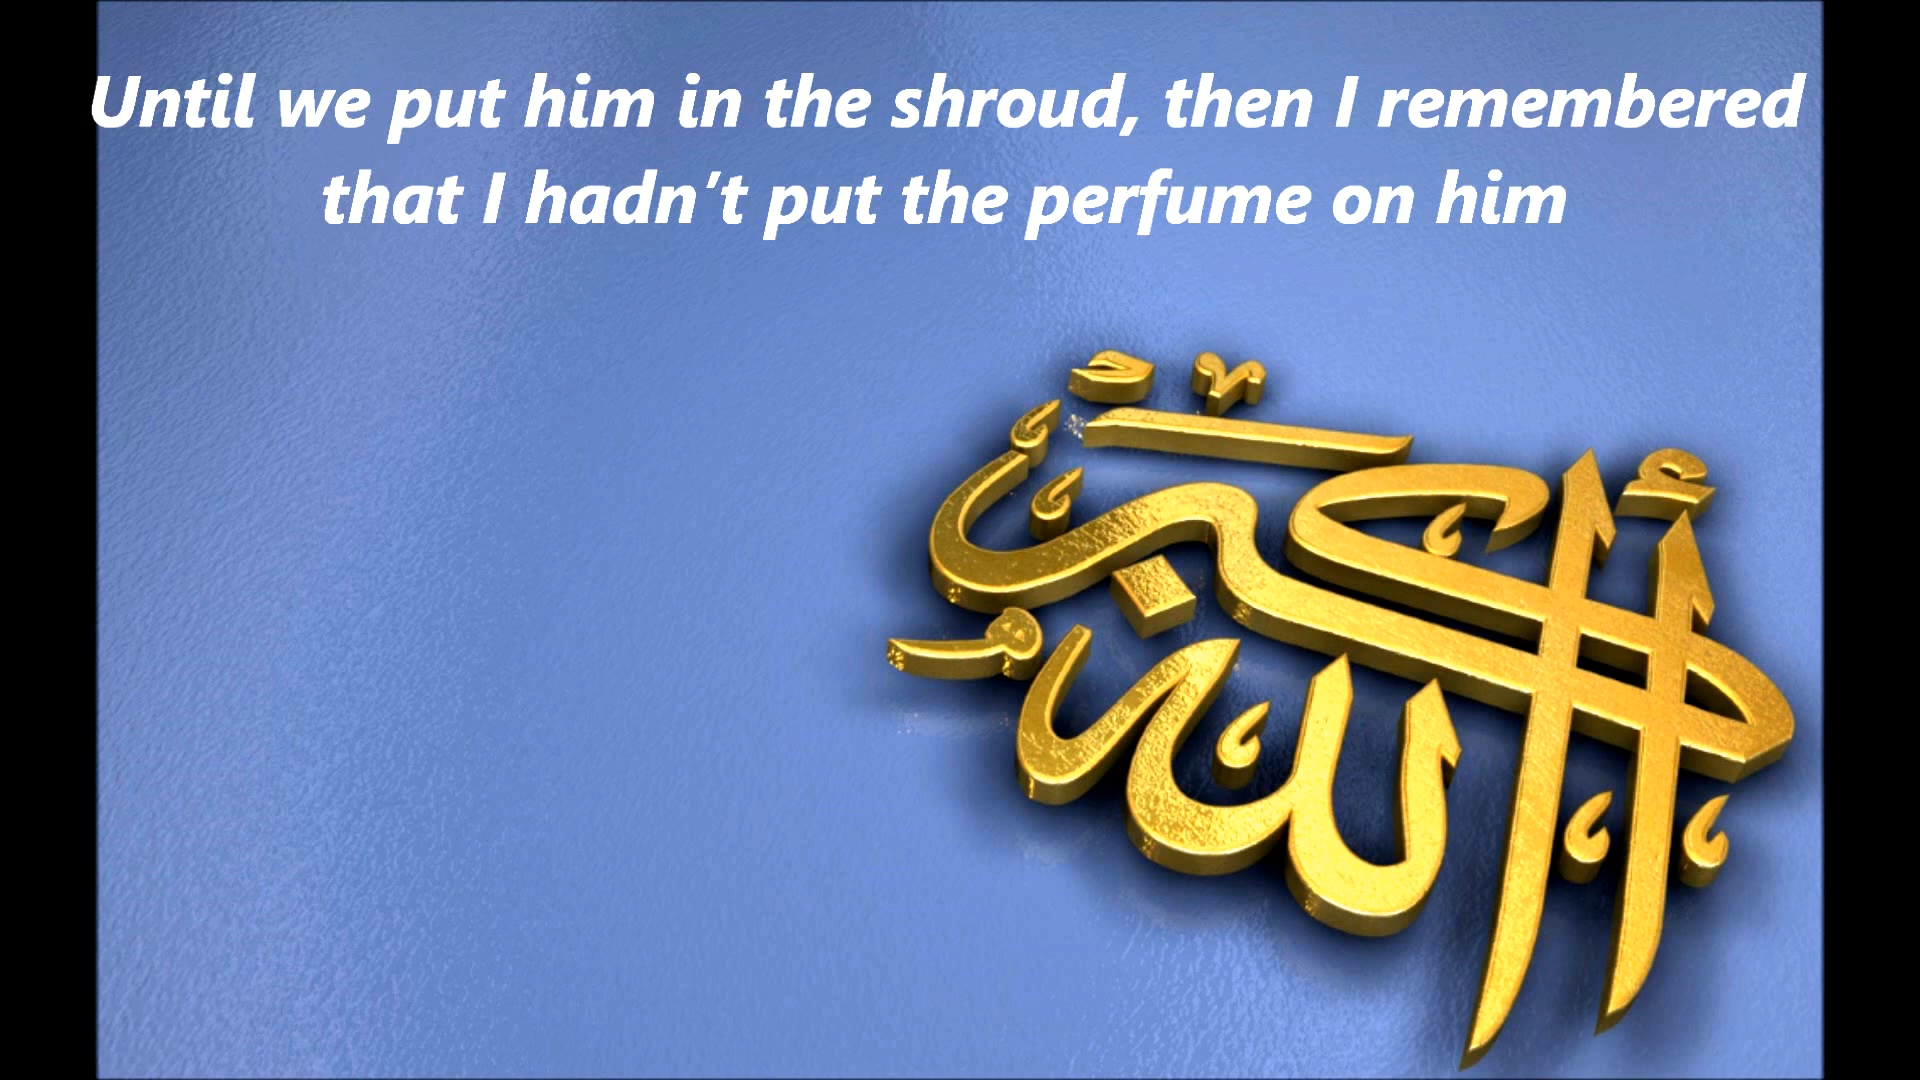 Until we put him in the shroud, then I remembered
that I hadn't put the perfume on him
أَكْبَرُ
اللهُ